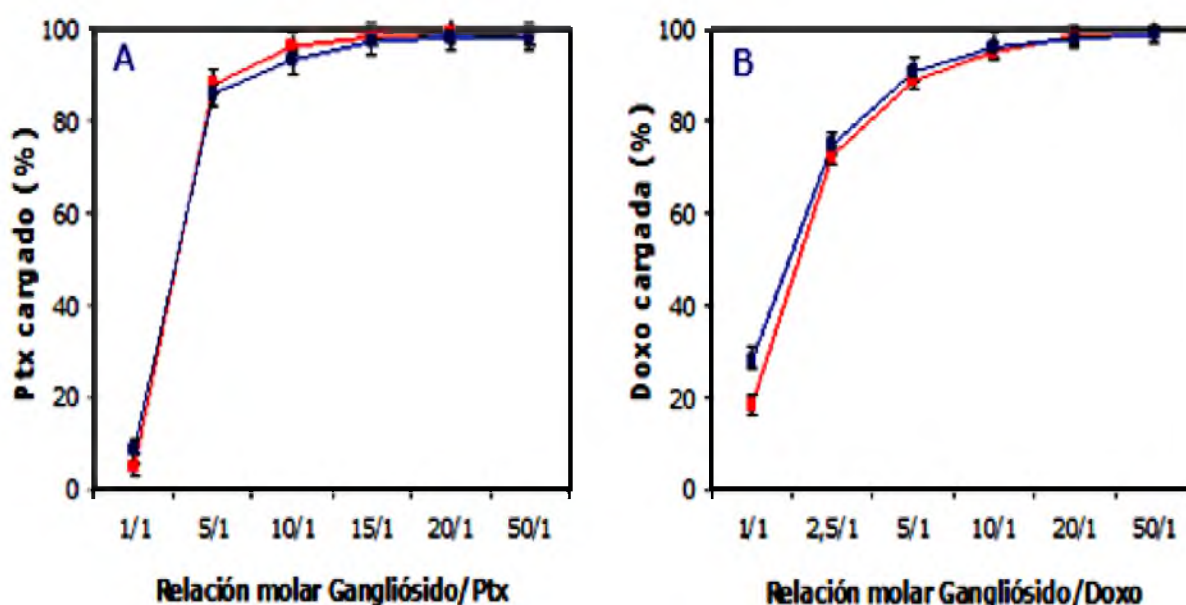 A
Ptx cargado (%)
100
80
60
40
20
0
1/1 5/1 10/1 15/1 20/1 50/1
Relación molar Gangliósido/Ptx
B
Doxo cargada (%)
100
80
60
40
20
0
1/1 2,5/1 5/1 10/1 20/1 50/1
Relación molar Gangliósido/Doxo